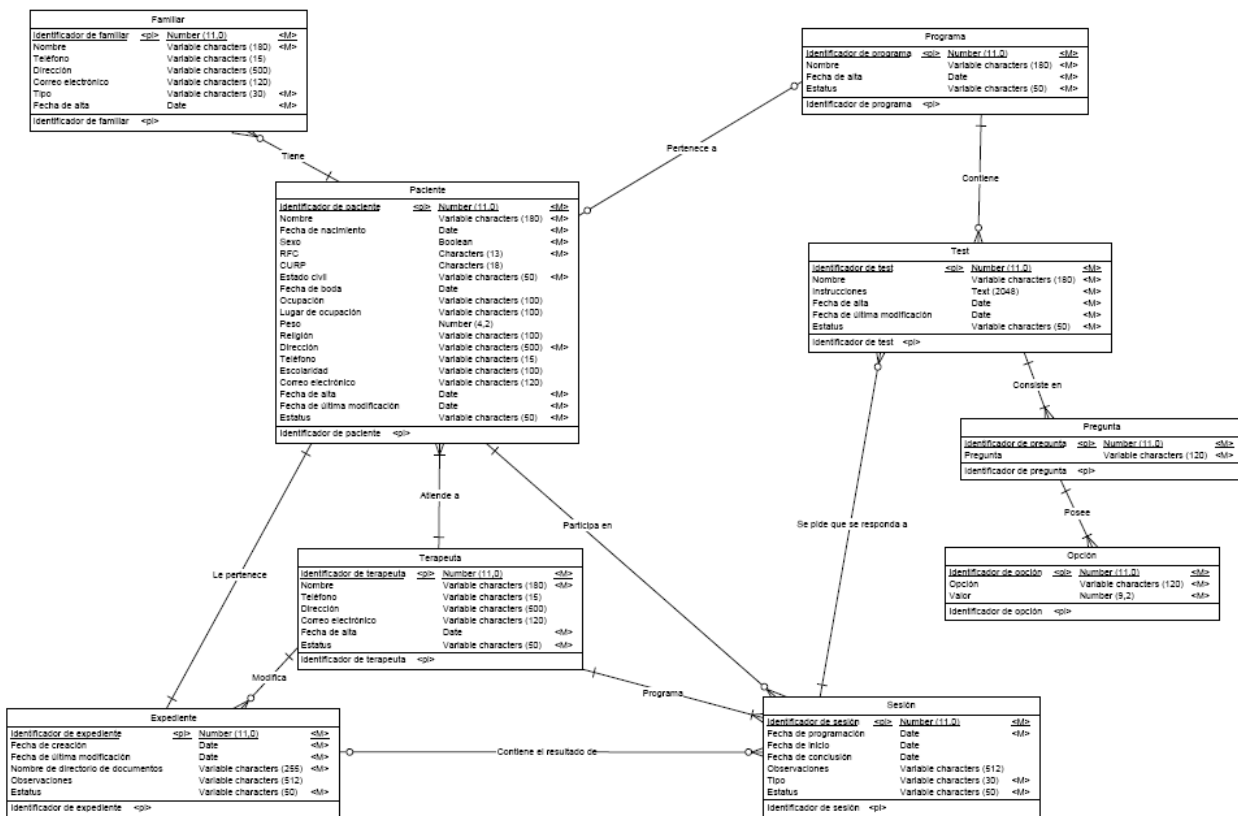 Familiar
Identificador de familiar <pi> Number (11,0) <M>
Nombre Variable characters (180) <M>
Teléfono Variable characters (15)
Dirección Variable characters (500)
Correo electrónico Variable characters (120)
Tipo Variable characters (30) <M>
Fecha de alta Date <M>
Identificador de familiar <pi>
Programa
Identificador de programa <pi> Number (11,0) <M>
Nombre Variable characters (180) <M>
Fecha de alta Date <M>
Estatus Variable characters (50) <M>
Identificador de programa <pi>
Tiene
Pertenece a
Contiene
Paciente
Identificador de paciente <pi> Number (11,0) <M>
Nombre Variable characters (180) <M>
Fecha de nacimiento Date <M>
Sexo Boolean <M>
RFC Characters (13) <M>
CURP Characters (18)
Estado civil Variable characters (50) <M>
Fecha de boda Date
Ocupación Variable characters (100)
Lugar de ocupación Variable characters (100)
Peso Number (4,2)
Religión Variable characters (100)
Dirección Variable characters (500) <M>
Teléfono Variable characters (15)
Escolaridad Variable characters (100)
Correo electrónico Variable characters (120)
Fecha de alta Date <M>
Fecha de última modificación Date <M>
Estatus Variable characters (50) <M>
Identificador de paciente <pi>
Test
Identificador de test <pi> Number (11,0) <M>
Nombre Variable characters (180) <M>
Instrucciones Text (2048) <M>
Fecha de alta Date <M>
Fecha de última modificación Date <M>
Estatus Variable characters (50) <M>
Identificador de test <pi>
Consiste en
Pregunta
Identificador de pregunta <pi> Number (11,0) <M>
Pregunta Variable characters (120) <M>
Identificador de pregunta <pi>
Atiende a
Participa en
Se pide que se responda a
Posee
Opción
Identificador de opción <pi> Number (11,0) <M>
Opción Variable characters (120) <M>
Valor Number (9,2) <M>
Identificador de opción <pi>
Le pertenece
Terapeuta
Identificador de terapeuta <pi> Number (11,0) <M>
Nombre Variable characters (180) <M>
Teléfono Variable characters (15)
Dirección Variable characters (500)
Correo electrónico Variable characters (120)
Fecha de alta Date <M>
Estatus Variable characters (50) <M>
Identificador de terapeuta <pi>
Modifica
Programa
Expediente
Identificador de expediente <pi> Number (11,0) <M>
Fecha de creación Date <M>
Fecha de última modificación Date <M>
Nombre de directorio de documentos Variable characters (255) <M>
Observaciones Variable characters (512)
Estatus Variable characters (50) <M>
Identificador de expediente <pi>
Contiene el resultado de
Sesión
Identificador de sesión <pi> Number (11,0) <M>
Fecha de programación Date <M>
Fecha de inicio Date
Fecha de conclusión Date
Observaciones Variable characters (512)
Tipo Variable characters (30) <M>
Estatus Variable characters (50) <M>
Identificador de sesión <pi>